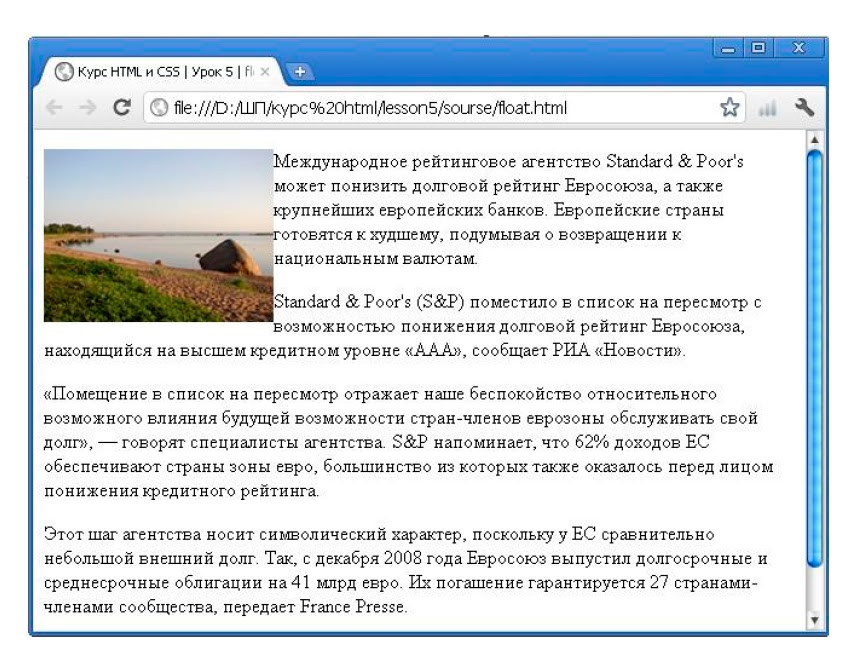 Курс HTML и CSS | Урок 5 | fl
file:///D:/ШП/курс%20html/lesson5/sourse/float.html
Международное рейтинговое агентство Standard & Poor's
может понизить долговой рейтинг Евросоюза, а также
крупнейших европейских банков. Европейские страны
готовятся к худшему, подумывая о возвращении к
национальным валютам.
Standard & Poor's (S&P) поместило в список на пересмотр с
возможностью понижения долговой рейтинг Евросоюза,
находящийся на высшем кредитном уровне «AAA», сообщает РИА «Новости».
«Помещение в список на пересмотр отражает наше беспокойство относительного
возможного влияния будущей возможности стран-членов еврозоны обслуживать свой
долг», — говорят специалисты агентства. S&P напоминает, что 62% доходов ЕС
обеспечивают страны зоны евро, большинство из которых также оказалось перед лицом
понижения кредитного рейтинга.
Этот шаг агентства носит символический характер, поскольку у ЕС сравнительно
небольшой внешний долг. Так, с декабря 2008 года Евросоюз выпустил долгосрочные и
среднесрочные облигации на 41 млрд евро. Их погашение гарантируется 27 странами-
членами сообщества, передает France Presse.